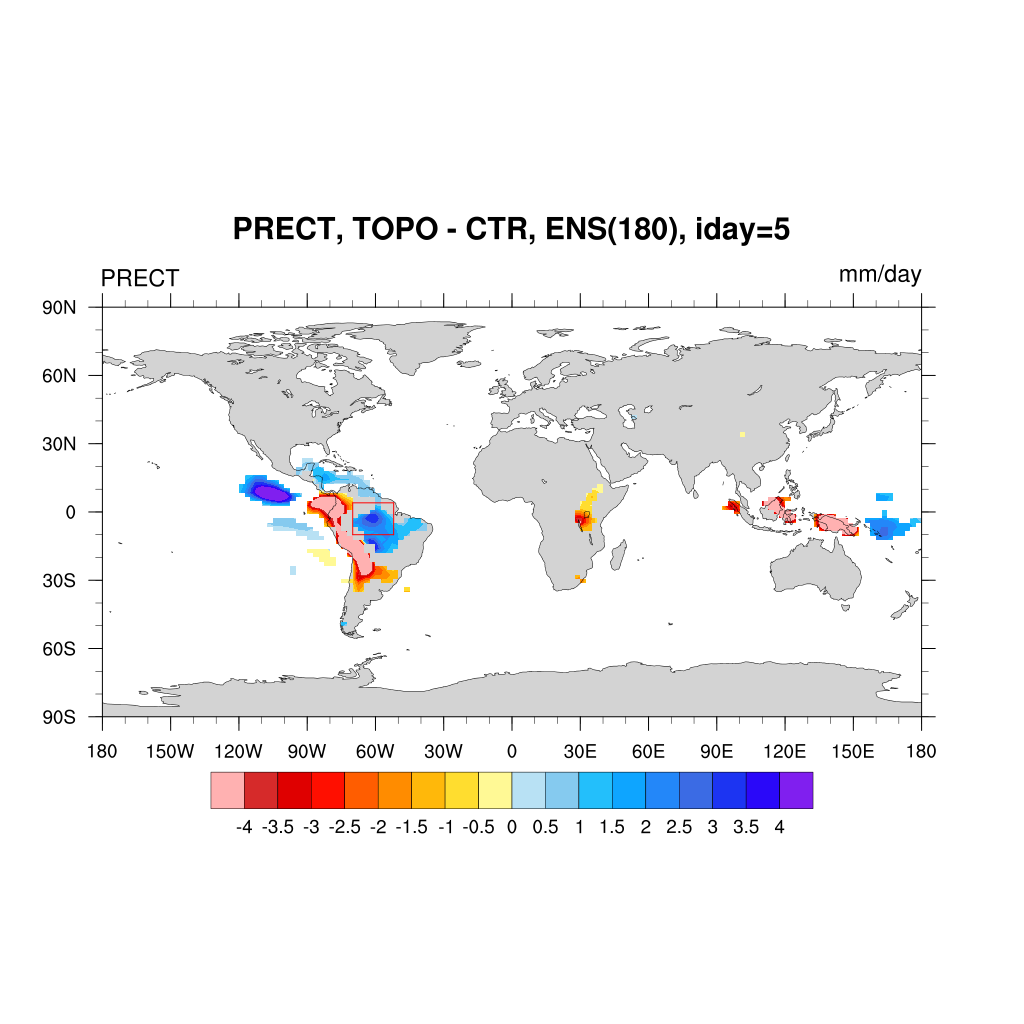 PRECT, TOPO - CTR, ENS(180), iday=5
PRECT mm/day
90N
60N
30N
0
30S
60S
90S
180 150W 120W 90W 60W 30W 0 30E 60E 90E 120E 150E 180
-4 -3.5 -3 -2.5 -2 -1.5 -1 -0.5 0 0.5 1 1.5 2 2.5 3 3.5 4